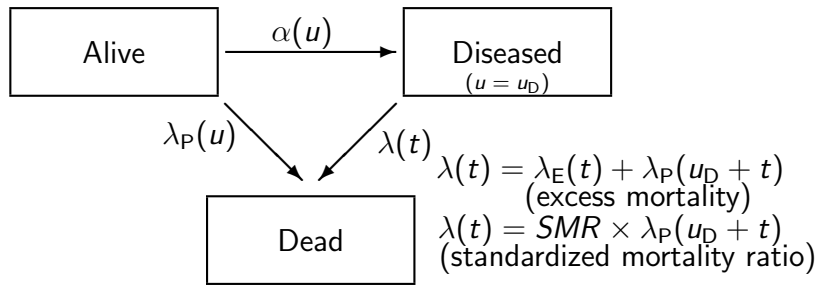 Alive
α(u)
Diseased
(u = u_D)
λ_P(u)
λ(t)
λ(t) = λ_E(t) + λ_P(u_D + t)
(excess mortality)
Dead
λ(t) = SMR × λ_P(u_D + t)
(standardized mortality ratio)